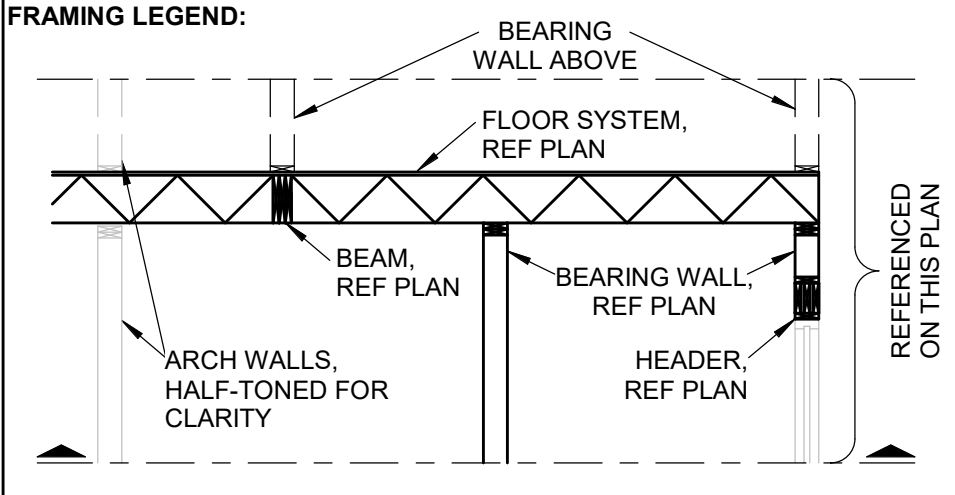 FRAMING LEGEND:
BEARING
WALL ABOVE
FLOOR SYSTEM,
REF PLAN
BEAM,
REF PLAN
BEARING WALL,
REF PLAN
ARCH WALLS,
HALF-TONED FOR
CLARITY
HEADER,
REF PLAN
REFERENCED
ON THIS PLAN